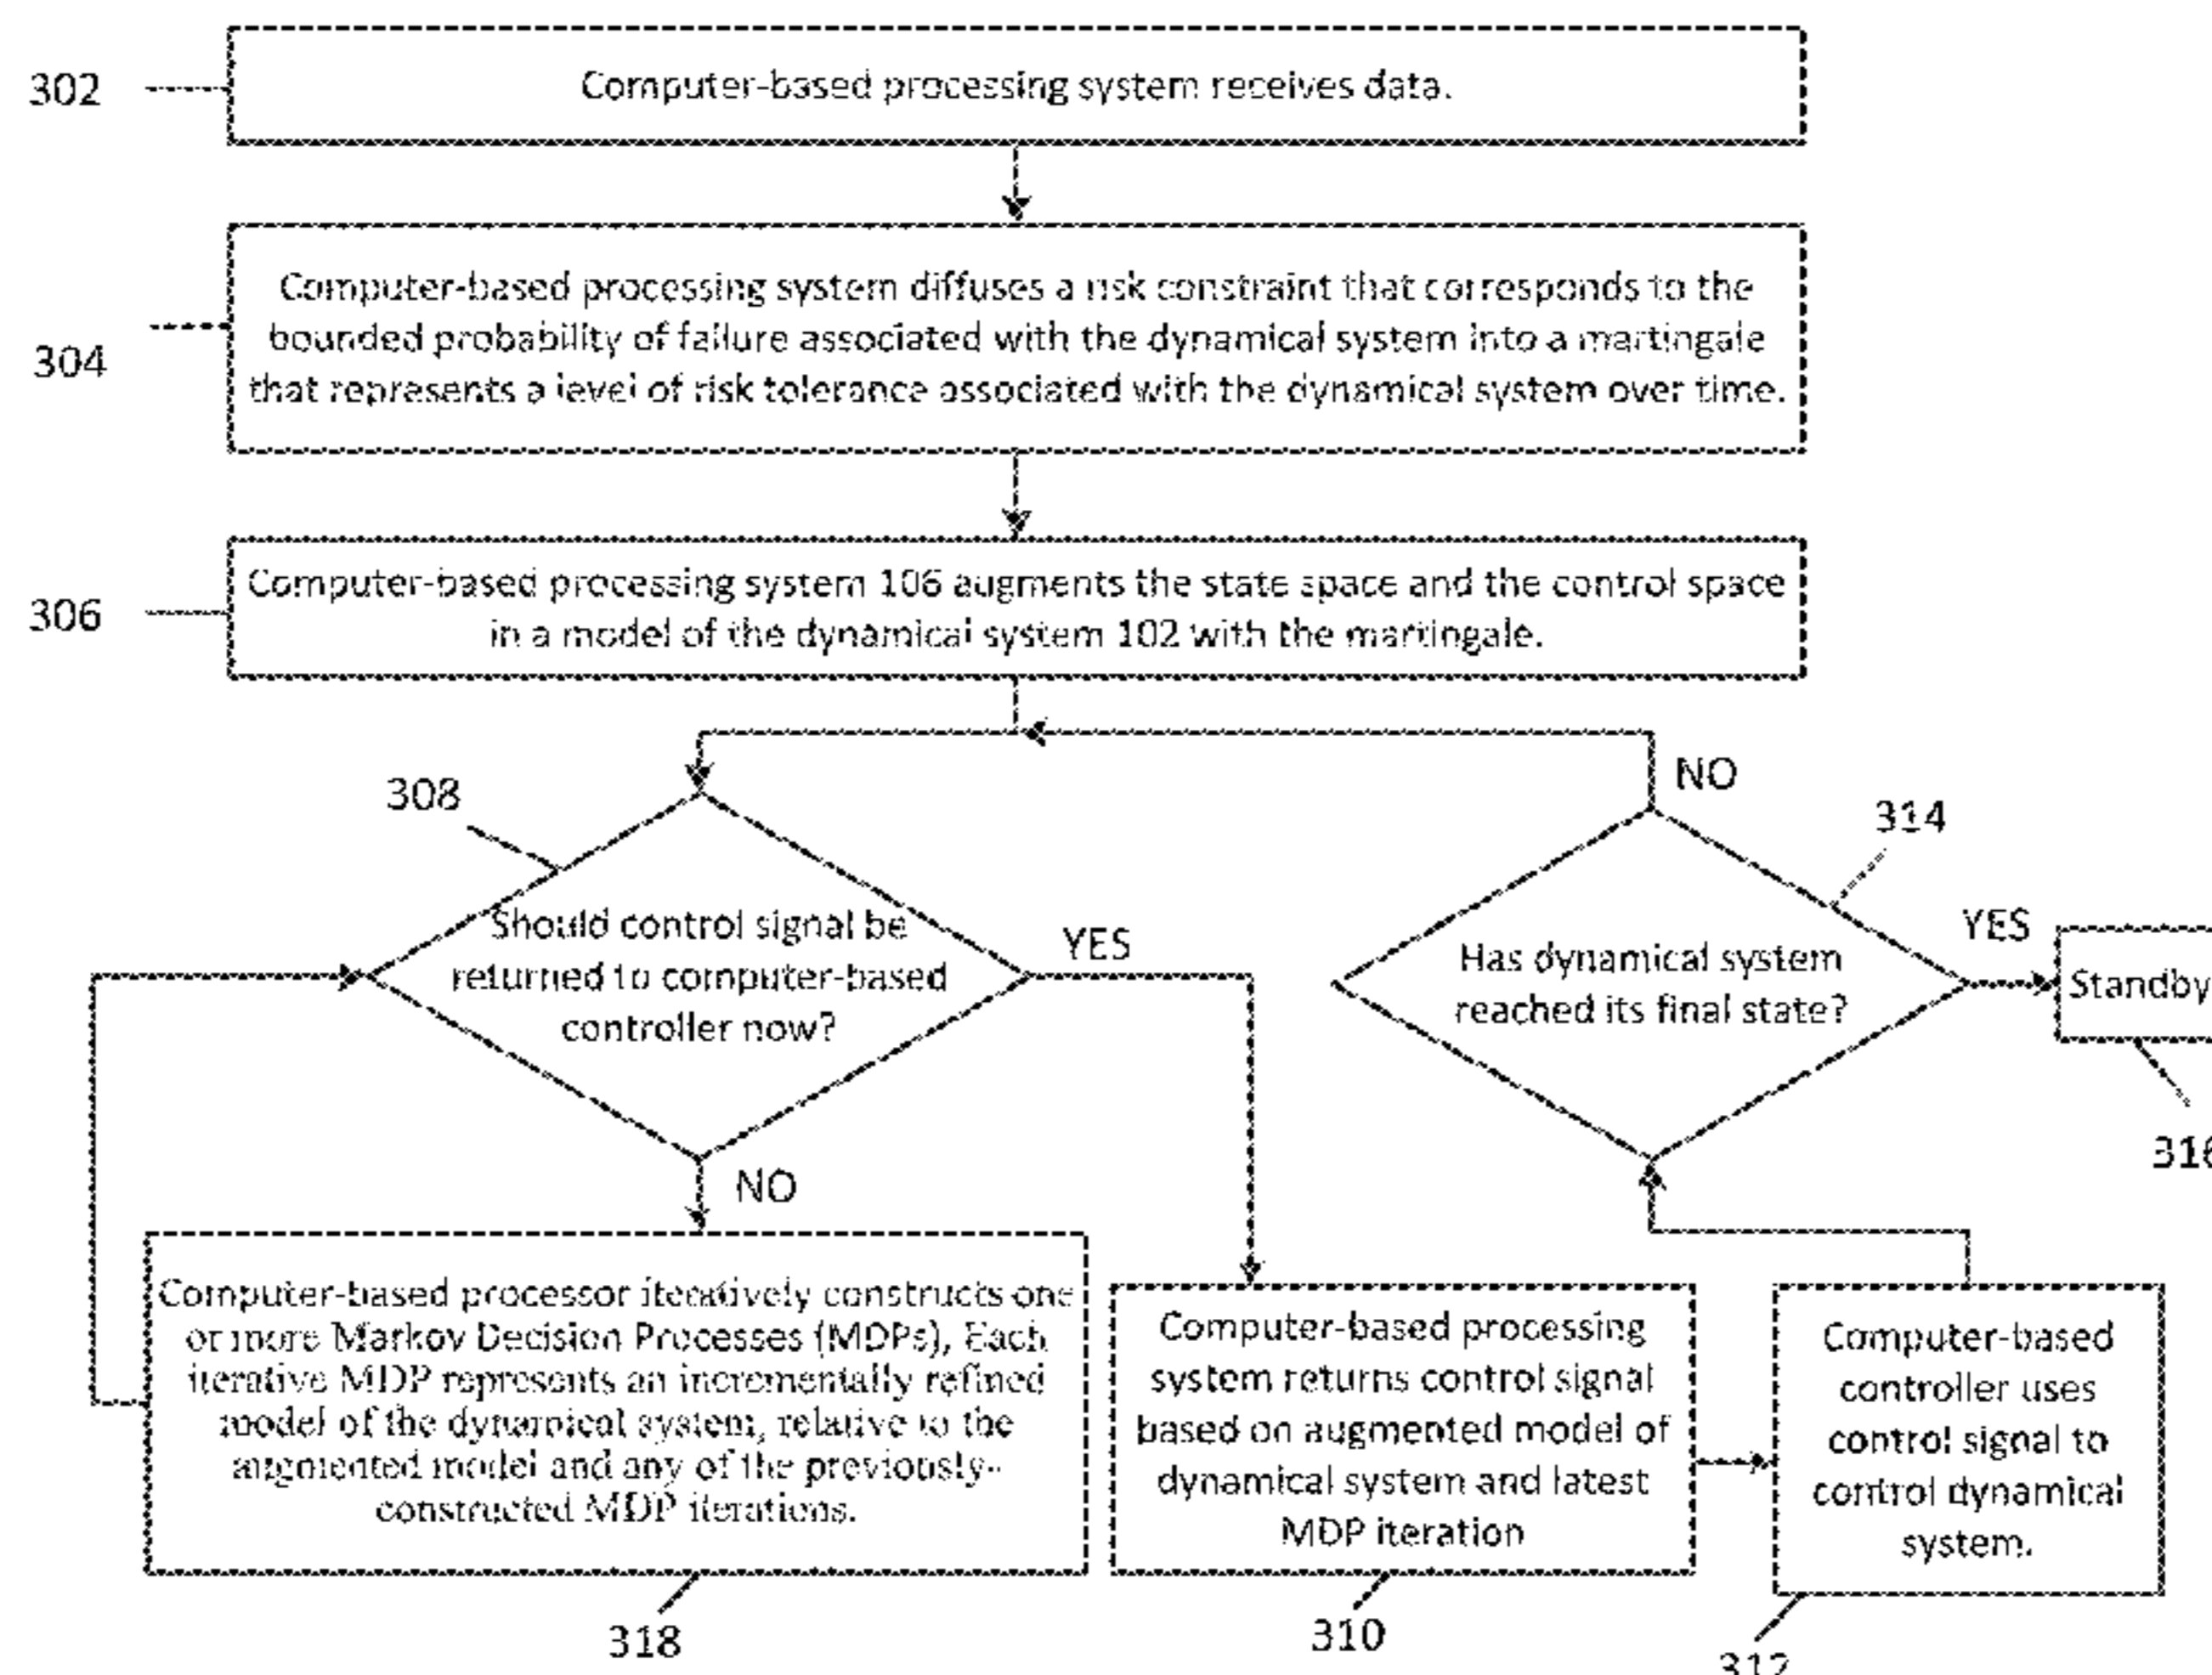 302
Computer-based processing system receives data.
304
Computer-based processing system diffuses a risk constraint that corresponds to the
bounded probability of failure associated with the dynamical system into a martingale
that represents a level of risk tolerance associated with the dynamical system over time.
306
Computer-based processing system 106 augments the state space and the control space
in a model of the dynamical system 102 with the martingale.
308
Should control signal be
returned to computer-based
controller now?
YES
NO
NO
314
Has dynamical system
reached its final state?
YES
Standby
316
Computer-based processor iteratively constructs one
or more Markov Decision Processes (MDPs), Each
iterative MDP represents an incrementally refined
model of the dynamical system, relative to the
augmented model and any of the previously-
constructed MDP iterations.
318
Computer-based processing
system returns control signal
based on augmented model of
dynamical system and latest
MDP iteration
310
Computer-based
controller uses
control signal to
control dynamical
system.
312